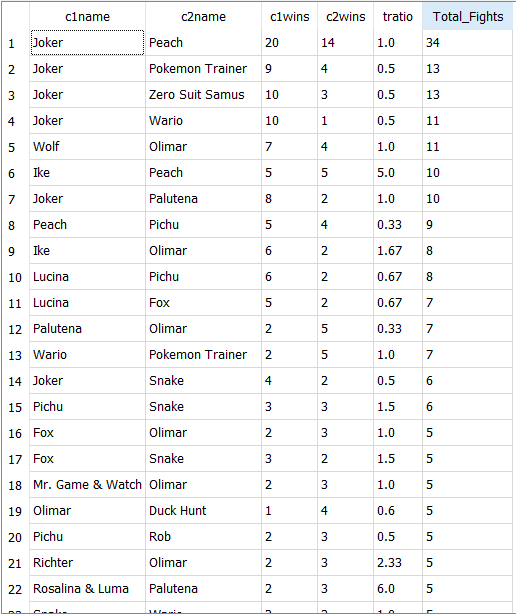 c1name c2name c1wins c2wins tratio Total_Fights
1 Joker Peach 20 14 1.0 34
2 Joker Pokemon Trainer 9 4 0.5 13
3 Joker Zero Suit Samus 10 3 0.5 13
4 Joker Wario 10 1 0.5 11
5 Wolf Olimar 7 4 1.0 11
6 Ike Peach 5 5 5.0 10
7 Joker Palutena 8 2 1.0 10
8 Peach Pichu 5 4 0.33 9
9 Ike Olimar 6 2 1.67 8
10 Lucina Pichu 6 2 0.67 8
11 Lucina Fox 5 2 0.67 7
12 Palutena Olimar 2 5 0.33 7
13 Wario Pokemon Trainer 2 5 1.0 7
14 Joker Snake 4 2 0.5 6
15 Pichu Snake 3 3 1.5 6
16 Fox Olimar 2 3 1.0 5
17 Fox Snake 3 2 1.5 5
18 Mr. Game & Watch Olimar 2 3 1.0 5
19 Olimar Duck Hunt 1 4 0.6 5
20 Pichu Rob 2 3 0.5 5
21 Richter Olimar 2 3 2.33 5
22 Rosalina & Luma Palutena 2 3 6.0 5